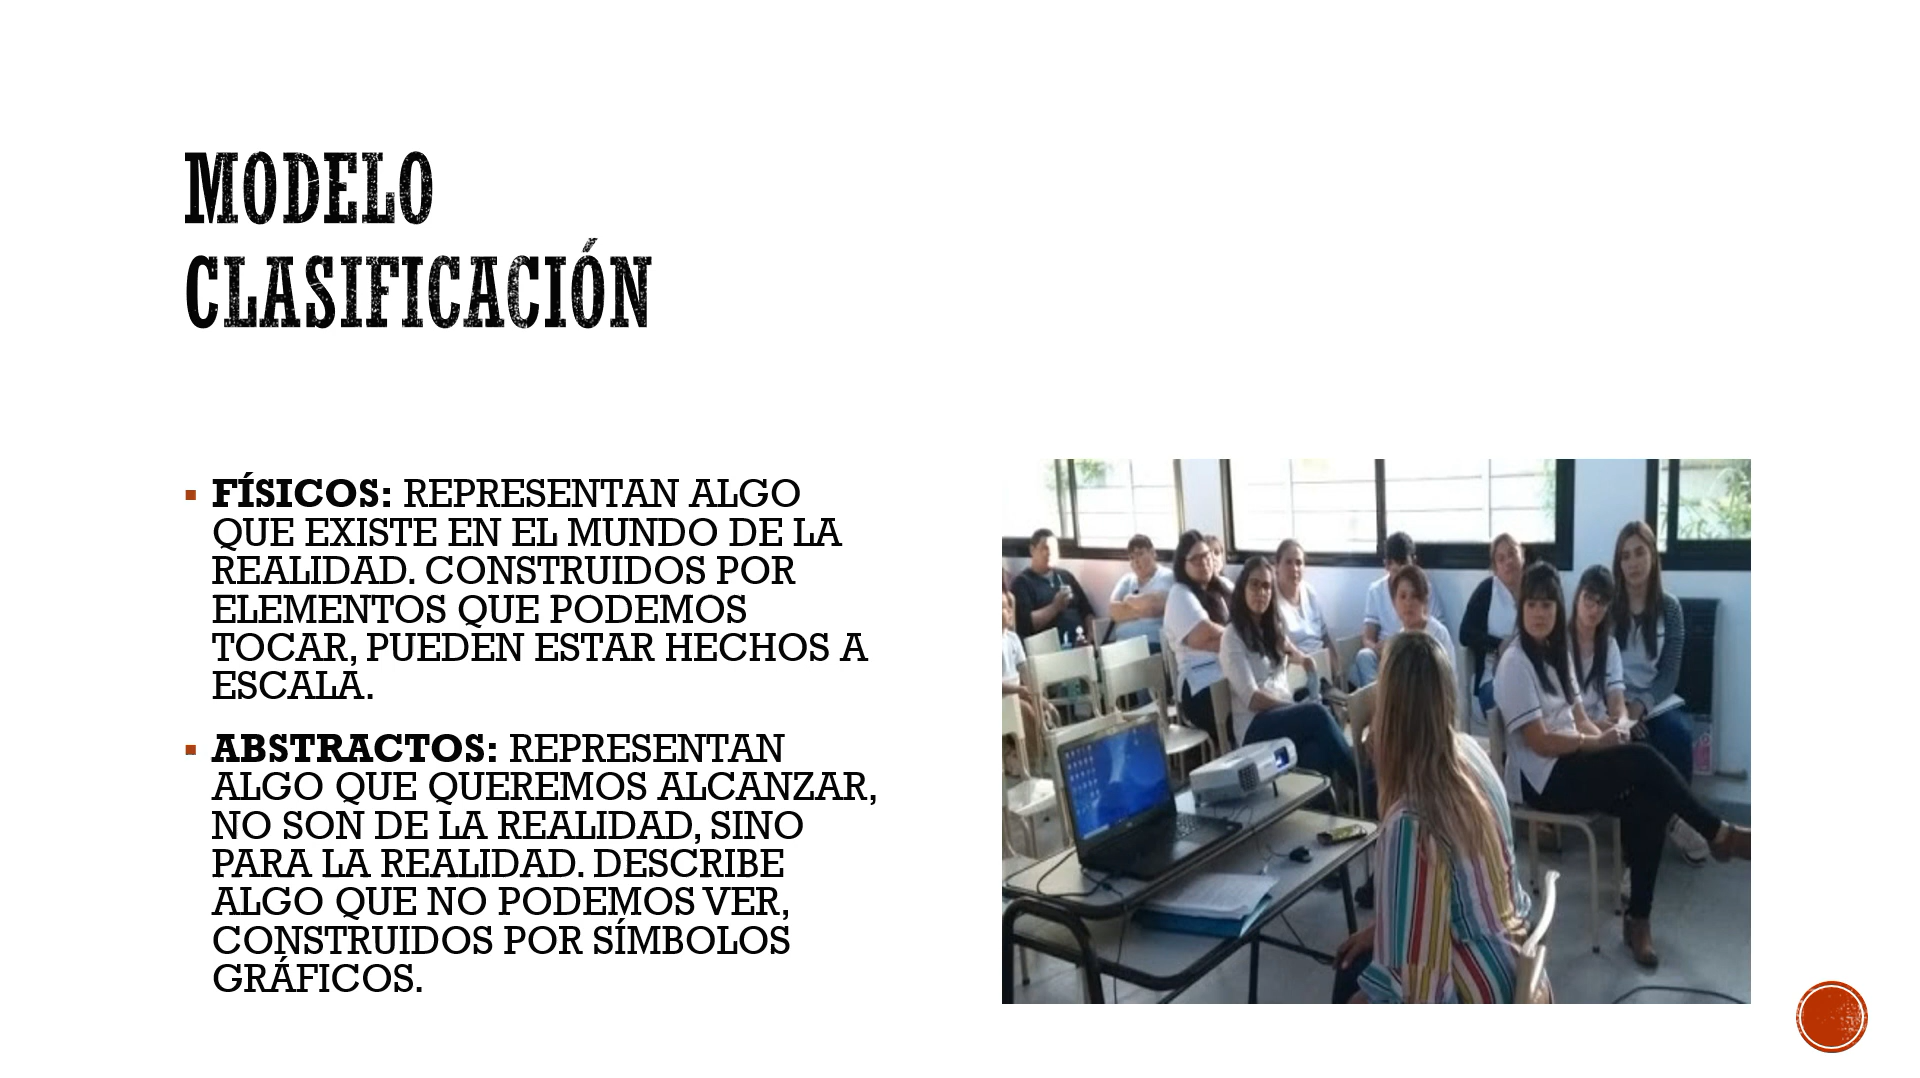 MODELO
CLASIFICACIÓN
FÍSICOS: REPRESENTAN ALGO
QUE EXISTE EN EL MUNDO DE LA
REALIDAD. CONSTRUIDOS POR
ELEMENTOS QUE PODEMOS
TOCAR, PUEDEN ESTAR HECHOS A
ESCALA.
ABSTRACTOS: REPRESENTAN
ALGO QUE QUEREMOS ALCANZAR,
NO SON DE LA REALIDAD, SINO
PARA LA REALIDAD. DESCRIBE
ALGO QUE NO PODEMOS VER,
CONSTRUIDOS POR SÍMBOLOS
GRÁFICOS.